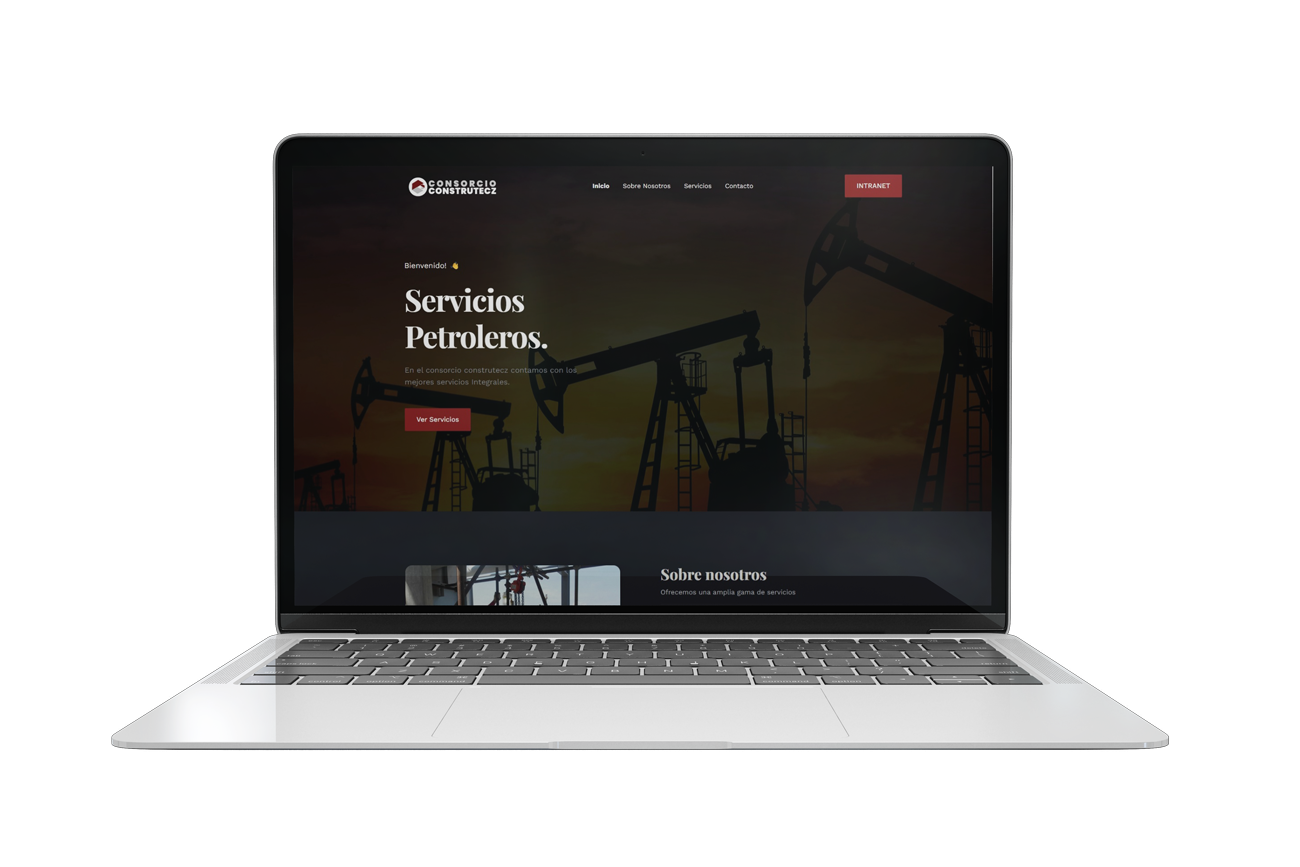 CONSORCIO
CONSTRUTECZ
Inicio Sobre Nosotros Servicios Contacto
INTRANET
Bienvenido! 👋
Servicios
Petroleros.
En el consorcio construtecz contamos con los
mejores servicios Integrales.
Ver Servicios
Sobre nosotros
Ofrecemos una amplia gama de servicios